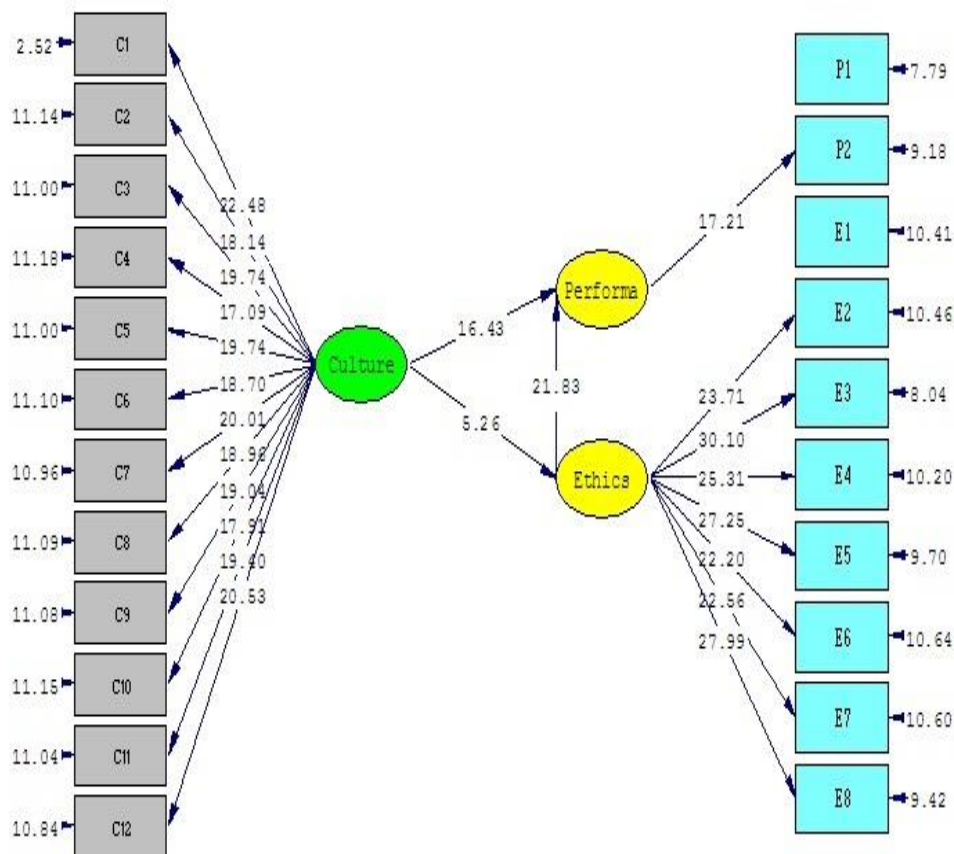 2.52 C1
11.14 C2
11.00 C3
11.18 C4
11.00 C5
11.10 C6
10.96 C7
11.09 C8
11.08 C9
11.15 C10
11.04 C11
10.84 C12
22.48
18.14
19.74
17.09
19.74
18.70
20.01
18.96
19.04
17.91
19.40
20.53
Culture
16.43
5.26
Performa
21.83
Ethics
17.21
23.71
30.10
25.31
27.25
22.20
22.56
27.99
P1 7.79
P2 9.18
E1 10.41
E2 10.46
E3 8.04
E4 10.20
E5 9.70
E6 10.64
E7 10.60
E8 9.42